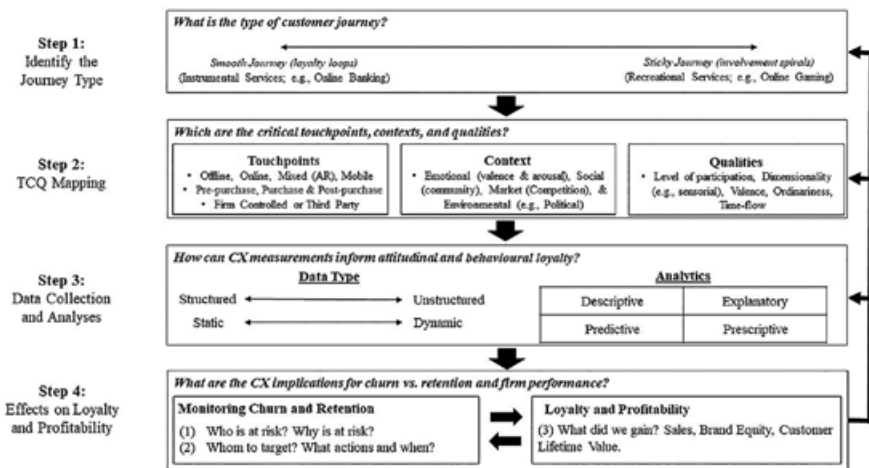 What is the type of customer journey?
Step 1:
Identify the
Journey Type
Smooth Journey (loyalty loops)
(Instrumental Services; e.g., Online Banking)
Sticky Journey (involvement spirals)
(Recreational Services; e.g., Online Gaming)
Which are the critical touchpoints, contexts, and qualities?
Step 2:
TCQ Mapping
Touchpoints
• Offline, Online, Mixed (AR), Mobile
• Pre-purchase, Purchase & Post-purchase
• Firm Controlled or Third Party
Context
• Emotional (valence & arousal), Social
(community), Market (Competition), &
Environmental (e.g., Political)
Qualities
• Level of participation, Dimensionality
(e.g., sensorial), Valence, Ordinariness,
Time-flow
How can CX measurements inform attitudinal and behavioural loyalty?
Step 3:
Data Collection
and Analyses
Data Type
Structured
Unstructured
Static
Dynamic
Analytics
Descriptive
Explanatory
Predictive
Prescriptive
What are the CX implications for churn vs. retention and firm performance?
Step 4:
Effects on Loyalty
and Profitability
Monitoring Churn and Retention
(1) Who is at risk? Why is at risk?
(2) Whom to target? What actions and when?
Loyalty and Profitability
(3) What did we gain? Sales, Brand Equity, Customer
Lifetime Value.